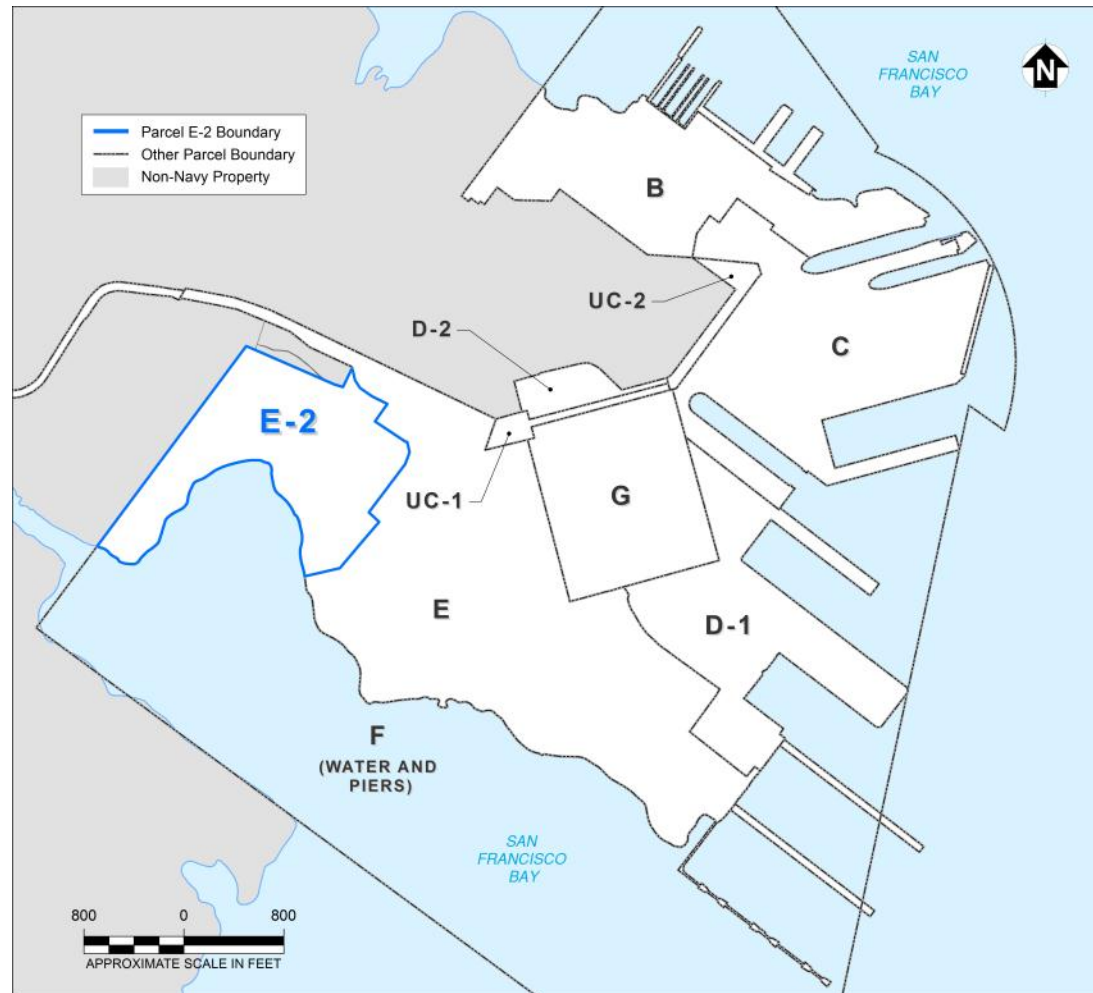 SAN
FRANCISCO
BAY
N
Parcel E-2 Boundary
Other Parcel Boundary
Non-Navy Property
B
UC-2
D-2
C
E-2
UC-1
G
E
D-1
F
(WATER AND
PIERS)
SAN
FRANCISCO
BAY
800 0 800
APPROXIMATE SCALE IN FEET